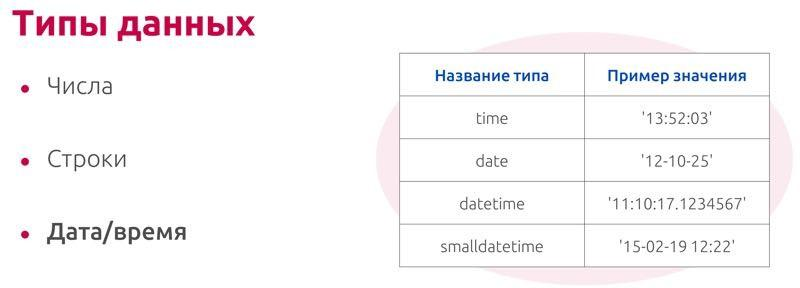 Типы данных
• Числа
• Строки
• Дата/время
Название типа Пример значения
time '13:52:03'
date '12-10-25'
datetime '11:10:17.1234567'
smalldatetime '15-02-19 12:22'